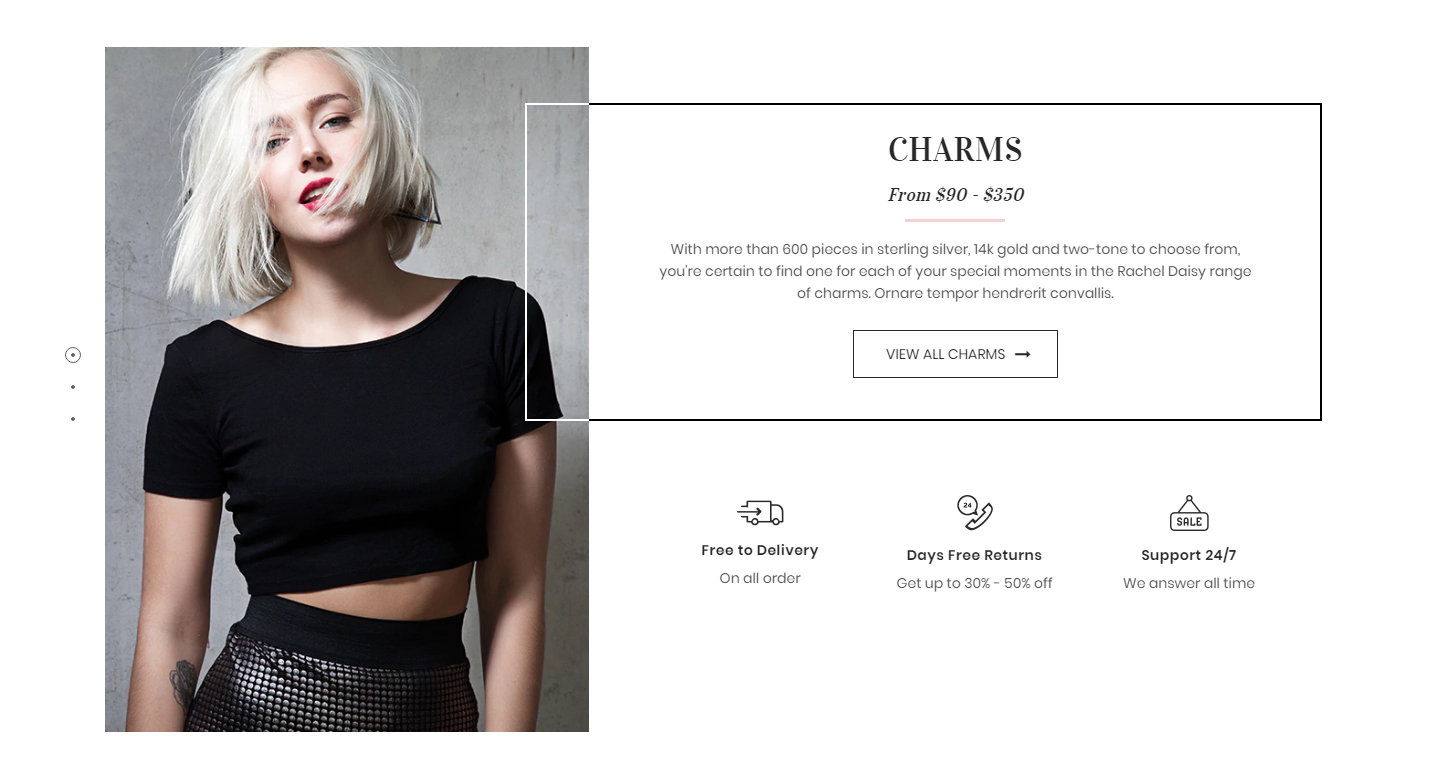 CHARMS
From $90 - $350
With more than 600 pieces in sterling silver, 14k gold and two-tone to choose from,
you're certain to find one for each of your special moments in the Rachel Daisy range
of charms. Ornare tempor hendrerit convallis.
VIEW ALL CHARMS
24
SALE
Free to Delivery
Days Free Returns
Support 24/7
On all order
Get up to 30% - 50% off
We answer all time